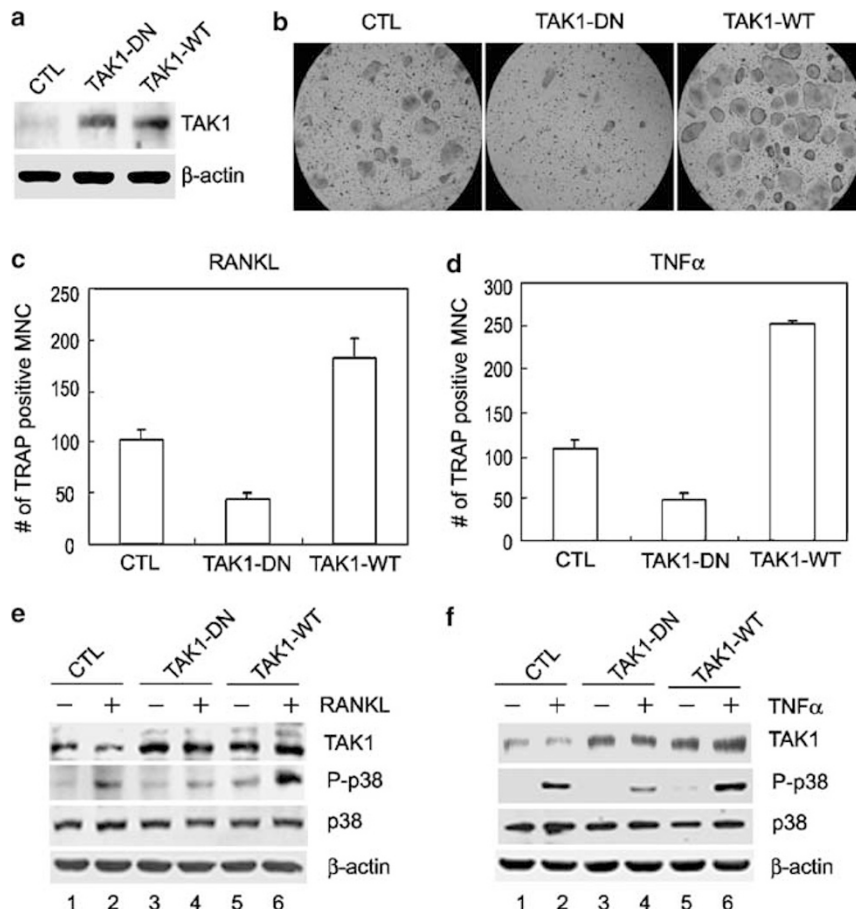 a
CTL
TAK1-DN
TAK1-WT
TAK1
β-actin
b
CTL
TAK1-DN
TAK1-WT
c
RANKL
# of TRAP positive MNC
250
200
150
100
50
0
CTL
TAK1-DN
TAK1-WT
d
TNFα
# of TRAP positive MNC
300
250
200
150
100
50
0
CTL
TAK1-DN
TAK1-WT
e
CTL
TAK1-DN
TAK1-WT
− + − + − + RANKL
TAK1
P-p38
p38
β-actin
1 2 3 4 5 6
f
CTL
TAK1-DN
TAK1-WT
− + − + − + TNFα
TAK1
P-p38
p38
β-actin
1 2 3 4 5 6